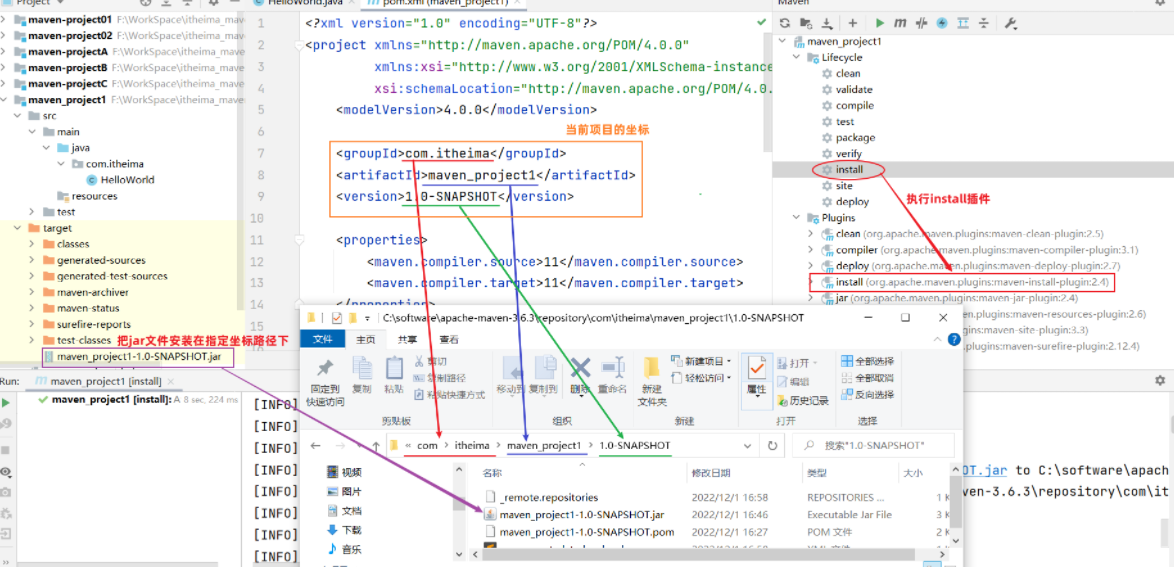 Project
maven-project01 F:\WorkSpace\itheima_mave
maven-project02 F:\WorkSpace\itheima_mave
maven-projectA F:\WorkSpace\itheima_maven
maven-projectB F:\WorkSpace\itheima_maven
maven-projectC F:\WorkSpace\itheima_maven
maven_project1 F:\WorkSpace\itheima_maven
src
main
java
com.itheima
HelloWorld
resources
test
target
classes
generated-sources
generated-test-sources
maven-archiver
maven-status
surefire-reports
test-classes
把jar文件安装在指定坐标路径下
maven_project1-1.0-SNAPSHOT.jar
HelloWorld.java
pom.xml (maven_project1)
1 <?xml version="1.0" encoding="UTF-8"?>
2 <project xmlns="http://maven.apache.org/POM/4.0.0"
3 xmlns:xsi="http://www.w3.org/2001/XMLSchema-instance
4 xsi:schemaLocation="http://maven.apache.org/POM/4.0.
5 <modelVersion>4.0.0</modelVersion>
6
当前项目的坐标
7 <groupId>com.itheima</groupId>
8 <artifactId>maven_project1</artifactId>
9 <version>1.0-SNAPSHOT</version>
10
11 <properties>
12 <maven.compiler.source>11</maven.compiler.source>
13 <maven.compiler.target>11</maven.compiler.target>
14 </properties>
15
Maven
maven_project1
Lifecycle
clean
validate
compile
test
package
verify
install
site
deploy
执行install插件
Plugins
clean (org.apache.maven.plugins:maven-clean-plugin:2.5)
compiler (org.apache.maven.plugins:maven-compiler-plugin:3.1)
deploy (org.apache.maven.plugins:maven-deploy-plugin:2.7)
install (org.apache.maven.plugins:maven-install-plugin:2.4)
jar (org.apache.maven.plugins:maven-jar-plugin:2.4)
maven.plugins:maven-resources-plugin:2.6)
maven-site-plugin:3.3)
plugins:maven-surefire-plugin:2.12.4)
Run: maven_project1 [install]
maven_project1 [install]: A 8 sec, 224 ms
[INFO]
[INFO]
[INFO]
[INFO]
[INFO]
[INFO]
[INFO]
[INFO]
OT.jar to C:\software\apach
ven-3.6.3\repository\com\it
C:\software\apache-maven-3.6.3\repository\com\itheima\maven_project1\1.0-SNAPSHOT
文件 主页 共享 查看
固定到快速访问
复制
粘贴
剪切
复制路径
粘贴快捷方式
剪贴板
移动到
复制到
删除
重命名
组织
新建文件夹
新建项目
轻松访问
新建
属性
打开
编辑
历史记录
打开
全部选择
全部取消
反向选择
选择
« com › itheima › maven_project1 › 1.0-SNAPSHOT
搜索"1.0-SNAPSHOT"
视频
图片
文档
下载
音乐
名称 修改日期 类型 大小
_remote.repositories 2022/12/1 16:58 REPOSITORIES ... 1 K
maven_project1-1.0-SNAPSHOT.jar 2022/12/1 16:46 Executable Jar File 3 K
maven_project1-1.0-SNAPSHOT.pom 2022/12/1 16:27 POM 文件 2 K